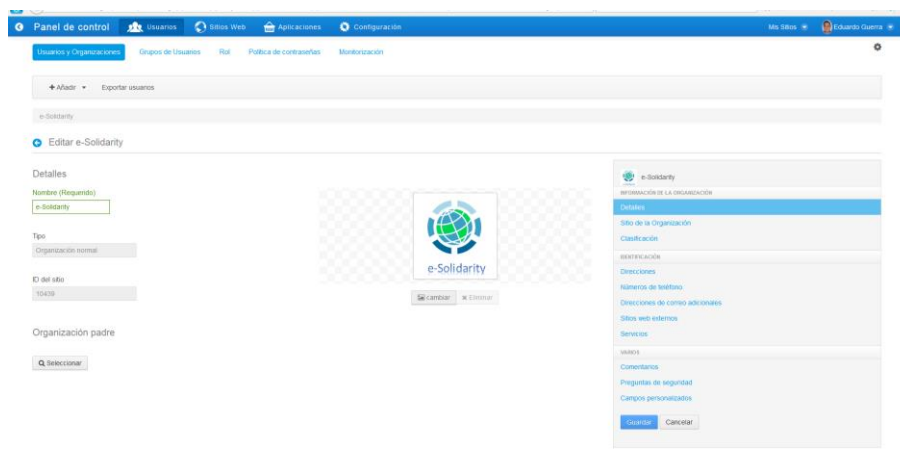 Panel de control Usuarios Sitios Web Aplicaciones Configuración Mis Sitios Eduardo Guerra
Usuarios y Organizaciones Grupos de Usuarios Rol Política de contraseñas Monitorización
+ Añadir Exportar usuarios
e-Solidarity
Editar e-Solidarity
Detalles
Nombre (Requerido)
e-Solidarity
Tipo
Organización normal
ID del sitio
10439
Organización padre
Seleccionar
e-Solidarity
cambiar Eliminar
e-Solidarity
INFORMACIÓN DE LA ORGANIZACIÓN
Detalles
Sitio de la Organización
Clasificación
IDENTIFICACIÓN
Direcciones
Números de teléfono
Direcciones de correo adicionales
Sitios web externos
Servicios
VARIOS
Comentarios
Preguntas de seguridad
Campos personalizados
Guardar Cancelar